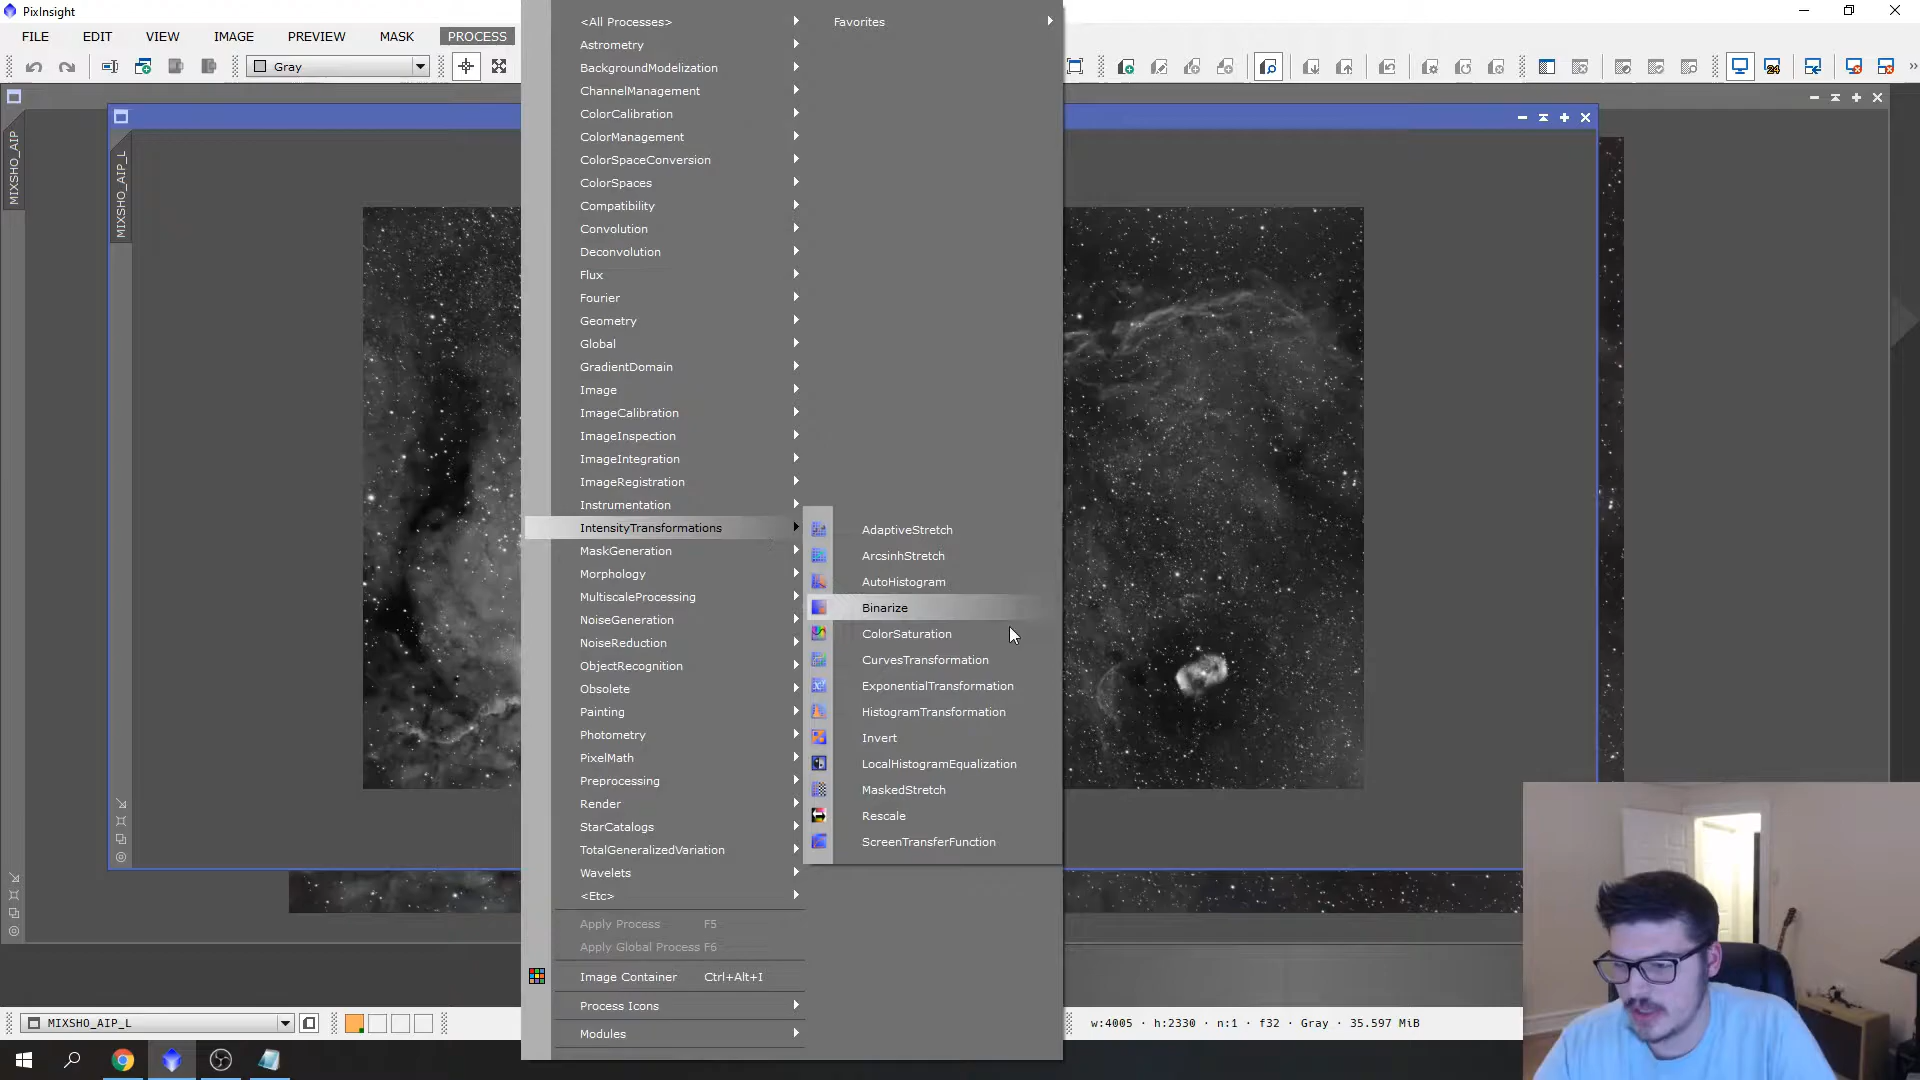 PixInsight
FILE EDIT VIEW IMAGE PREVIEW MASK PROCESS
Gray
24
MIXSHO_AIP
MIXSHO_AIP_L
<All Processes>
Astrometry
BackgroundModelization
ChannelManagement
ColorCalibration
ColorManagement
ColorSpaceConversion
ColorSpaces
Compatibility
Convolution
Deconvolution
Flux
Fourier
Geometry
Global
GradientDomain
Image
ImageCalibration
ImageInspection
ImageIntegration
ImageRegistration
Instrumentation
IntensityTransformations
MaskGeneration
Morphology
MultiscaleProcessing
NoiseGeneration
NoiseReduction
ObjectRecognition
Obsolete
Painting
Photometry
PixelMath
Preprocessing
Render
StarCatalogs
TotalGeneralizedVariation
Wavelets
<Etc>
Apply Process F5
Apply Global Process F6
Image Container Ctrl+Alt+I
Process Icons
Modules
Favorites
AdaptiveStretch
ArcsinhStretch
AutoHistogram
Binarize
ColorSaturation
CurvesTransformation
ExponentialTransformation
HistogramTransformation
Invert
LocalHistogramEqualization
MaskedStretch
Rescale
ScreenTransferFunction
MIXSHO_AIP_L
w:4005 · h:2330 · n:1 · f32 · Gray · 35.597 MiB